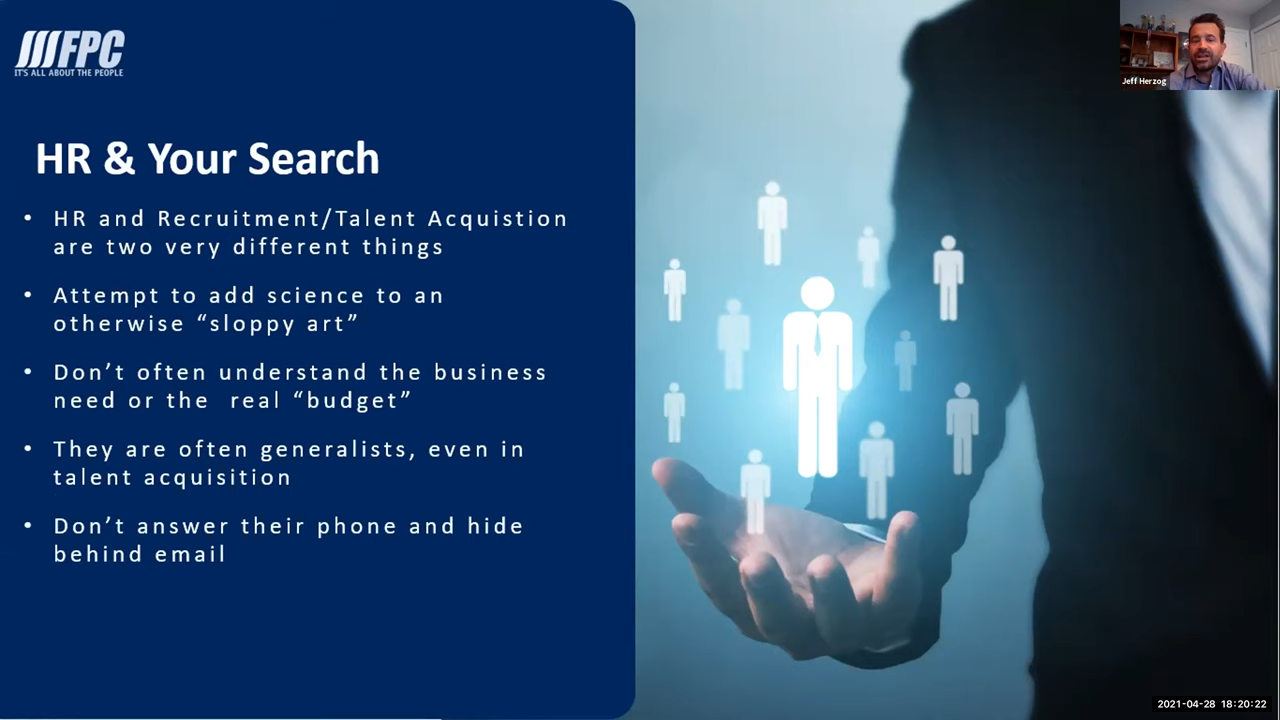 FPC
IT'S ALL ABOUT THE PEOPLE
Jeff Herzog
HR & Your Search
• HR and Recruitment/Talent Acquistion
are two very different things
• Attempt to add science to an
otherwise “sloppy art”
• Don’t often understand the business
need or the real “budget”
• They are often generalists, even in
talent acquisition
• Don’t answer their phone and hide
behind email
2021-04-28 18:20:22